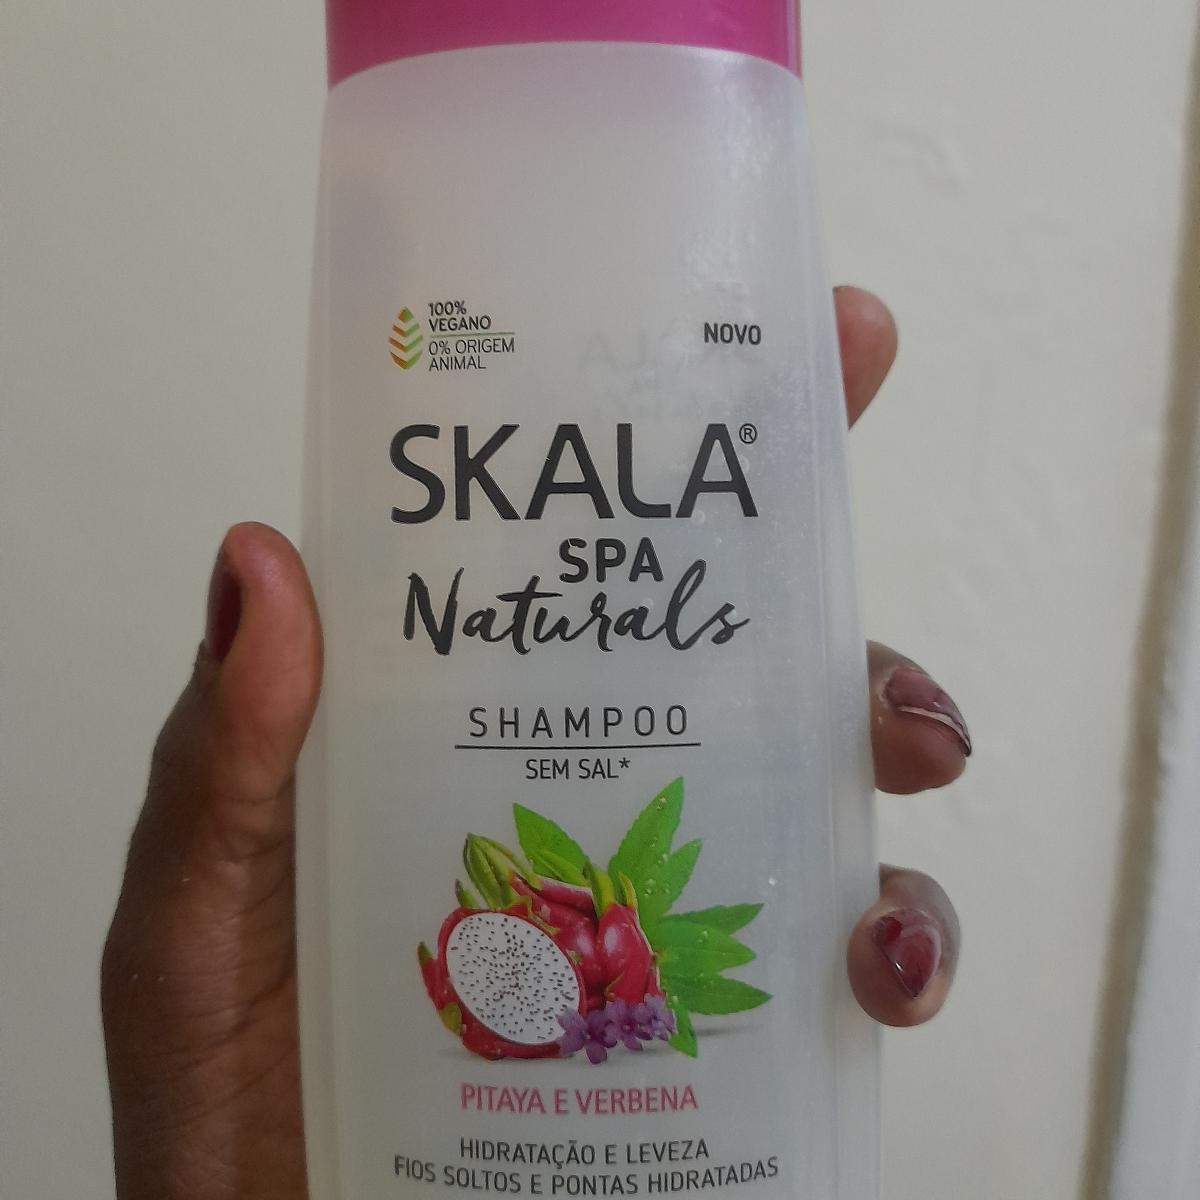 100%
VEGANO
0% ORIGEM
ANIMAL
NOVO
SKALA®
SPA
Naturals
SHAMPOO
SEM SAL*
PITAYA E VERBENA
HIDRATAÇÃO E LEVEZA
FIOS SOLTOS E PONTAS HIDRATADAS